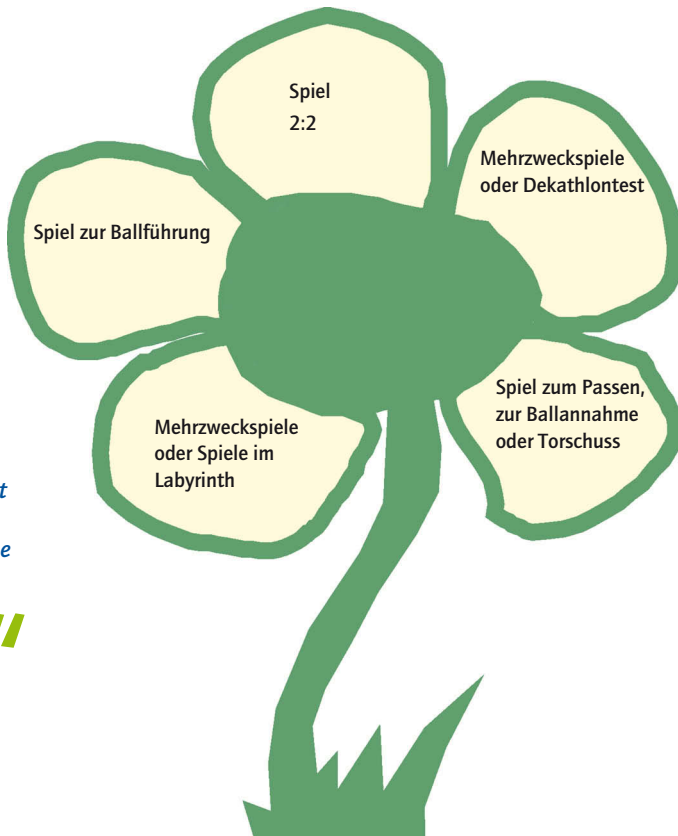 Spiel
2:2
Mehrzweckspiele
oder Dekathlontest
Spiel zur Ballführung
Spiel zum Passen,
zur Ballannahme
oder Torschuss
Mehrzweckspiele
oder Spiele im
Labyrinth
t
e
"